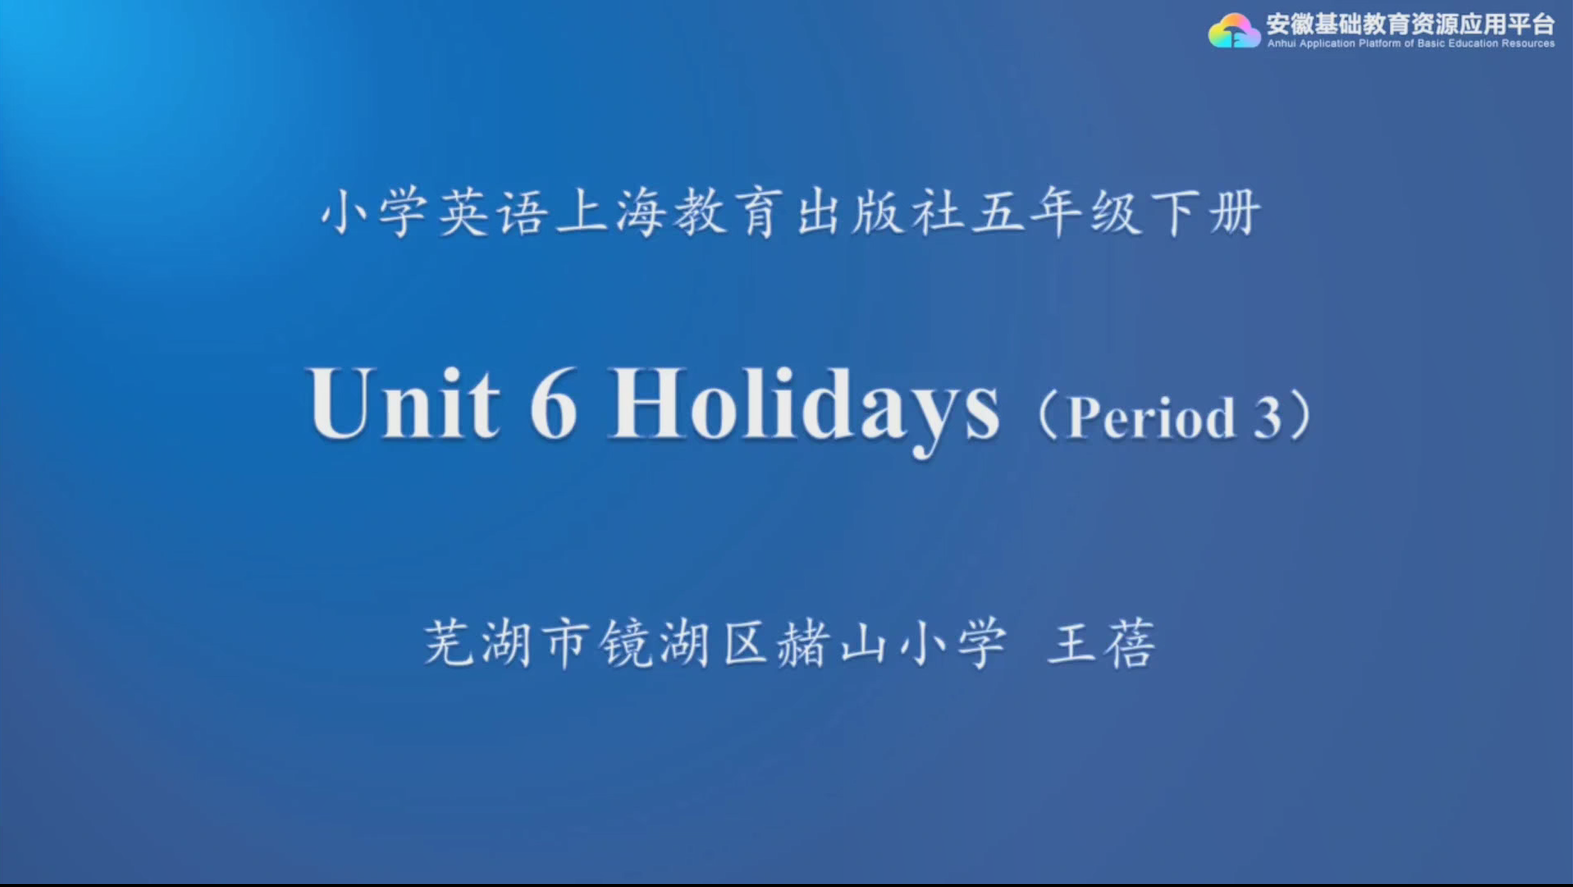 安徽基础教育资源应用平台
Anhui Application Platform of Basic Education Resources
小学英语上海教育出版社五年级下册
Unit 6 Holidays（Period 3）
芜湖市镜湖区赭山小学 王蓓